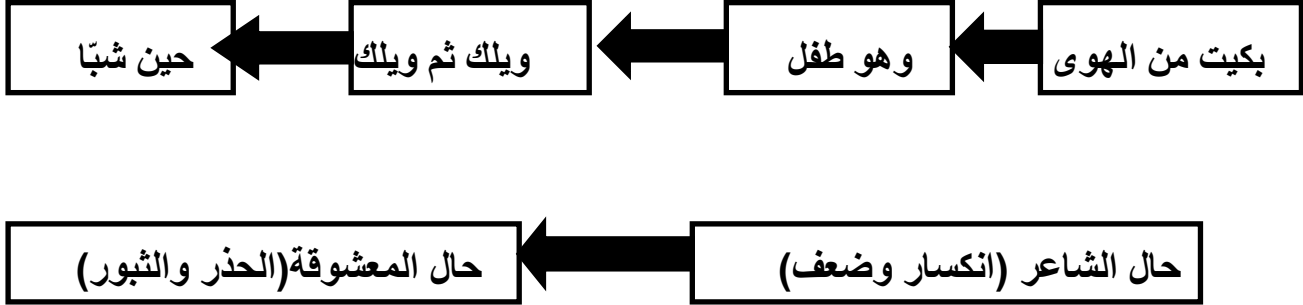 بكيت من الهوى وهو طفل ويلك ثم ويلك حين شبّا
حال الشاعر (انكسار وضعف) حال المعشوقة(الحذر والثبور)